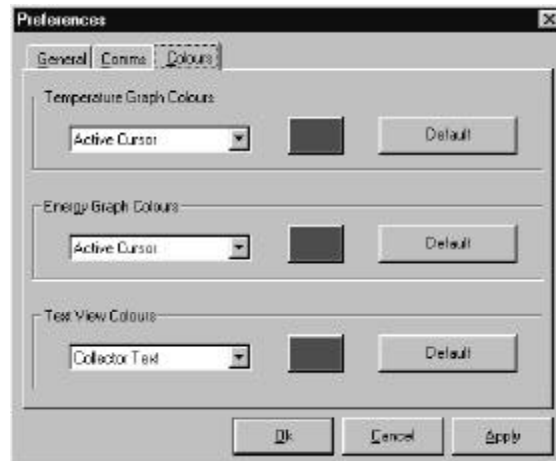 Preferences
General Comms Colours
Temperature Graph Colours
Active Cursor Default
Energy Graph Colours
Active Cursor Default
Text View Colours
Collector Text Default
Ok Cancel Apply